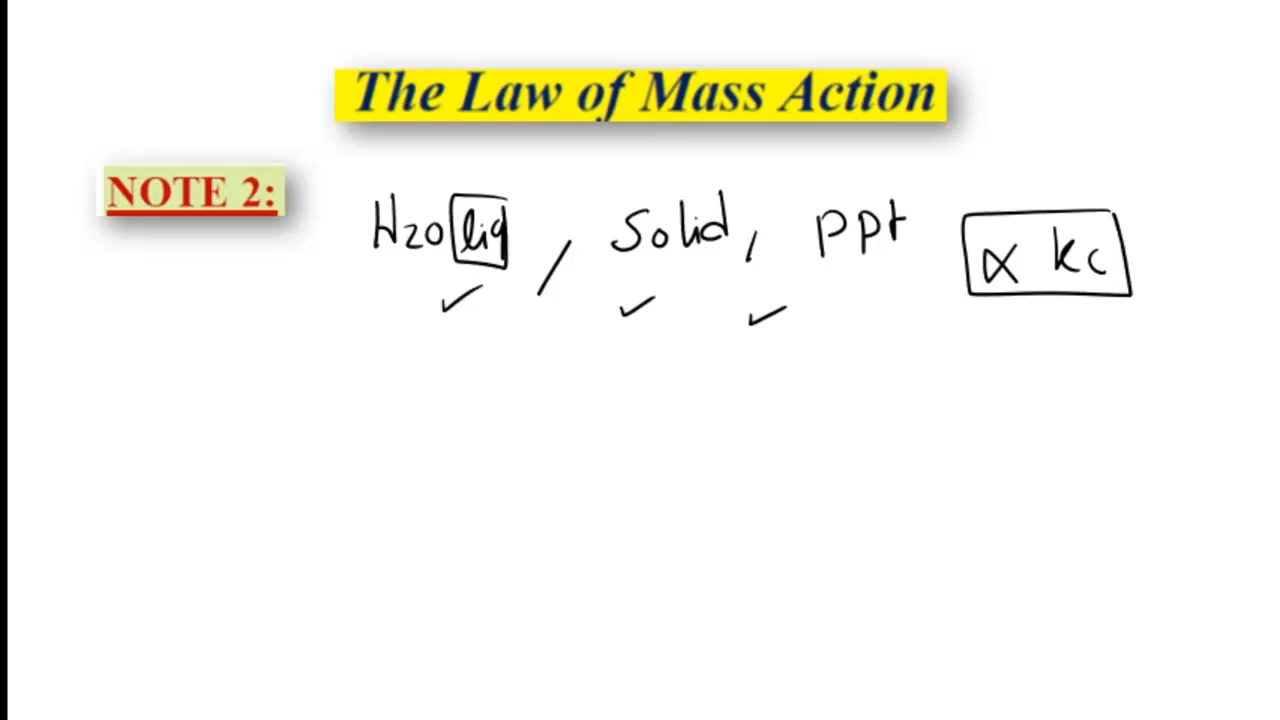 The Law of Mass Action
NOTE 2:
H2O liq, Solid, ppt ∝ kc